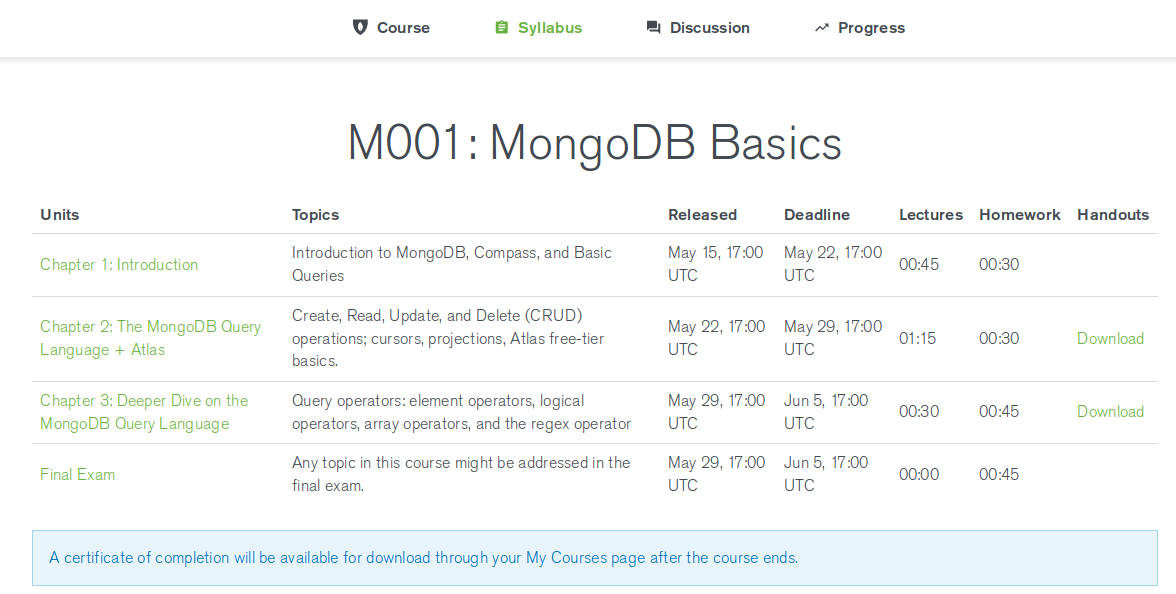 Course Syllabus Discussion Progress
M001: MongoDB Basics
Units Topics Released Deadline Lectures Homework Handouts
Chapter 1: Introduction
Introduction to MongoDB, Compass, and Basic
Queries
May 15, 17:00
UTC
May 22, 17:00
UTC
00:45
00:30
Chapter 2: The MongoDB Query
Language + Atlas
Create, Read, Update, and Delete (CRUD)
operations; cursors, projections, Atlas free-tier
basics.
May 22, 17:00
UTC
May 29, 17:00
UTC
01:15
00:30
Download
Chapter 3: Deeper Dive on the
MongoDB Query Language
Query operators: element operators, logical
operators, array operators, and the regex operator
May 29, 17:00
UTC
Jun 5, 17:00
UTC
00:30
00:45
Download
Final Exam
Any topic in this course might be addressed in the
final exam.
May 29, 17:00
UTC
Jun 5, 17:00
UTC
00:00
00:45
A certificate of completion will be available for download through your My Courses page after the course ends.